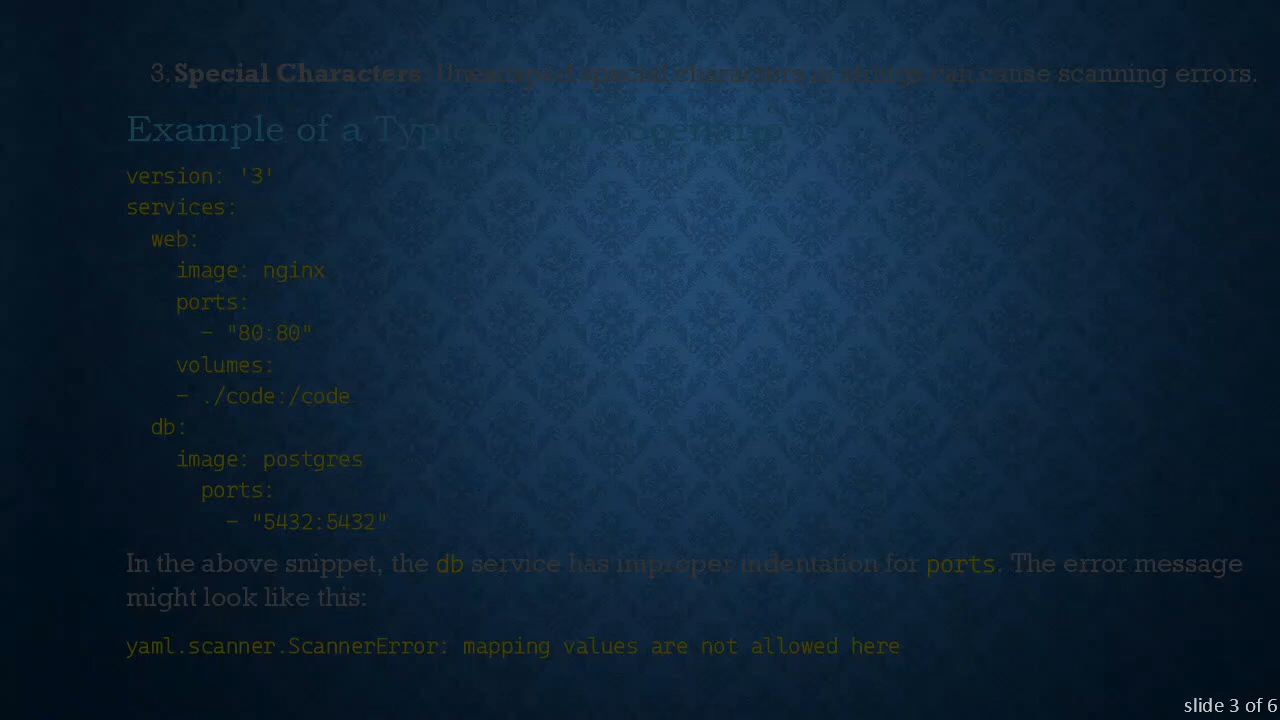 3. Special Characters: Unescaped special characters in strings can cause scanning errors.
Example of a Typical Error Scenario
version: '3'
services:
  web:
    image: nginx
    ports:
      - "80:80"
    volumes:
    - ./code:/code
  db:
    image: postgres
      ports:
        - "5432:5432"
In the above snippet, the db service has improper indentation for ports. The error message
might look like this:
yaml.scanner.ScannerError: mapping values are not allowed here
slide 3 of 6